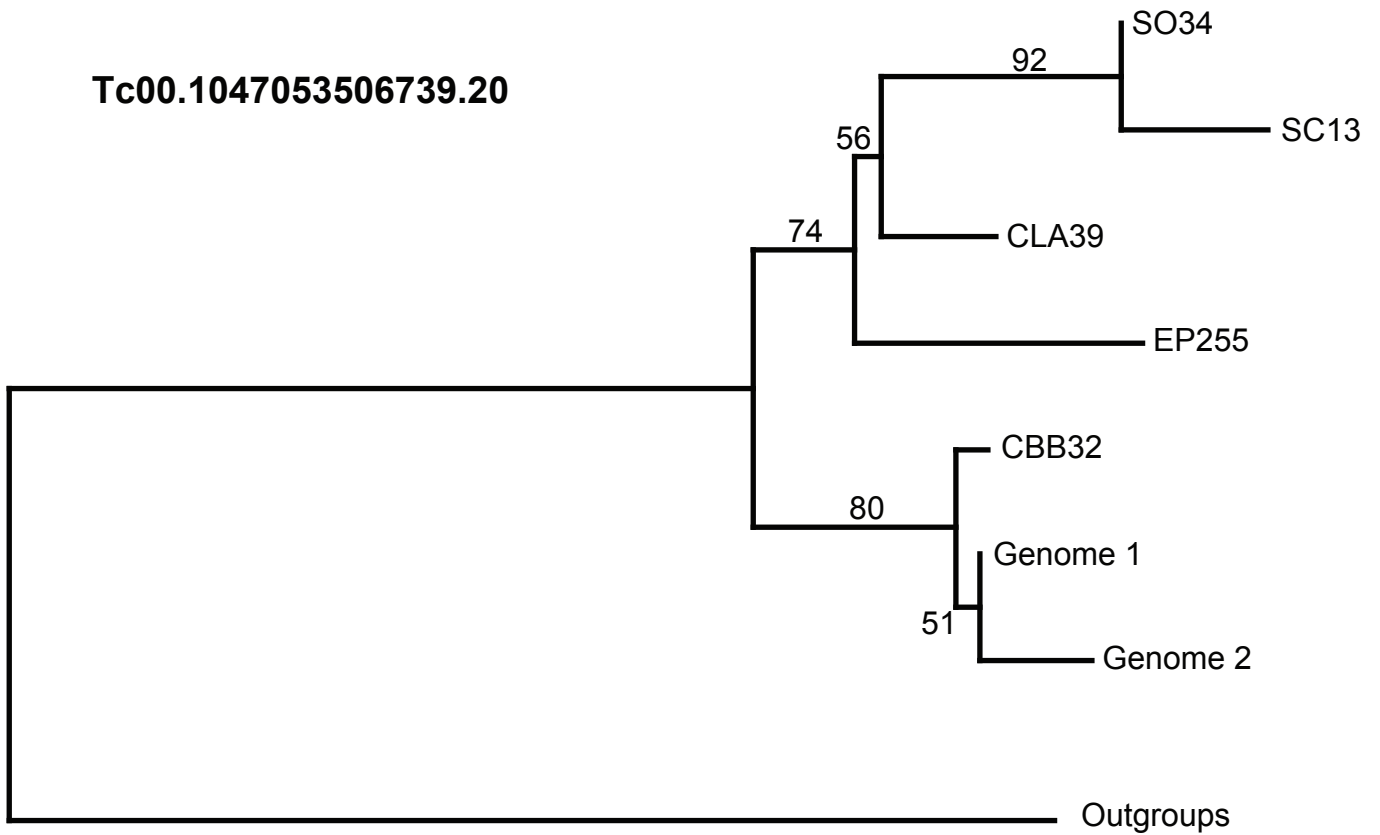 SO34
92
Tc00.1047053506739.20
SC13
56
74
CLA39
EP255
CBB32
80
Genome 1
51
Genome 2
Outgroups